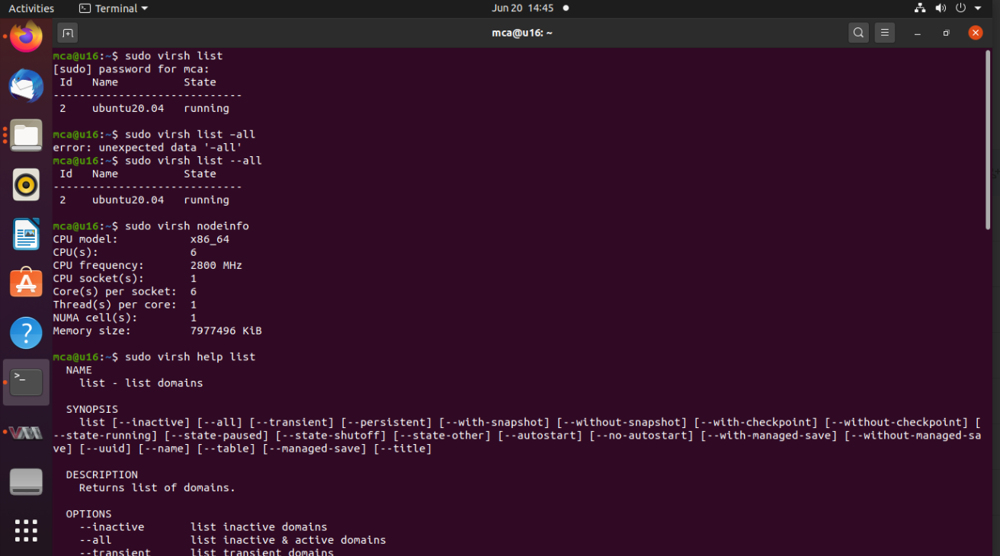 Activities Terminal Jun 20 14:45
mca@u16: ~
mca@u16:~$ sudo virsh list
[sudo] password for mca:
Id Name State
-----------------------------
2 ubuntu20.04 running
mca@u16:~$ sudo virsh list –all
error: unexpected data '–all'
mca@u16:~$ sudo virsh list --all
Id Name State
-----------------------------
2 ubuntu20.04 running
mca@u16:~$ sudo virsh nodeinfo
CPU model: x86_64
CPU(s): 6
CPU frequency: 2800 MHz
CPU socket(s): 1
Core(s) per socket: 6
Thread(s) per core: 1
NUMA cell(s): 1
Memory size: 7977496 KiB
mca@u16:~$ sudo virsh help list
NAME
list - list domains
SYNOPSIS
list [--inactive] [--all] [--transient] [--persistent] [--with-snapshot] [--without-snapshot] [--with-checkpoint] [--without-checkpoint] [
--state-running] [--state-paused] [--state-shutoff] [--state-other] [--autostart] [--no-autostart] [--with-managed-save] [--without-managed-sa
ve] [--uuid] [--name] [--table] [--managed-save] [--title]
DESCRIPTION
Returns list of domains.
OPTIONS
--inactive list inactive domains
--all list inactive & active domains
--transient list transient domains